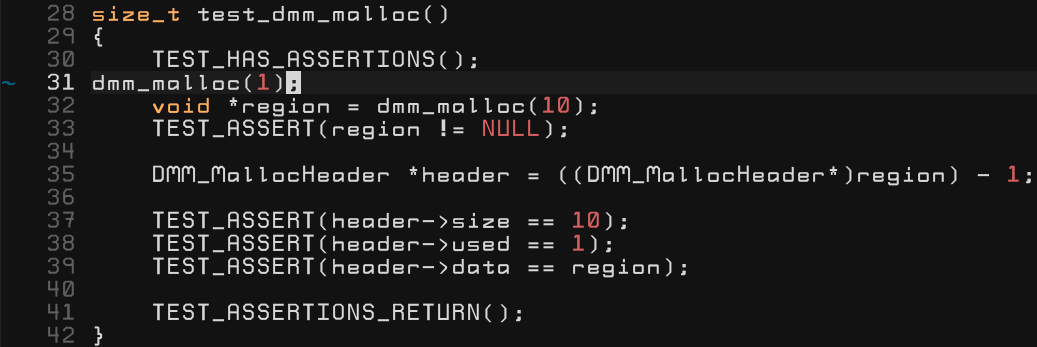 28 size_t test_dmm_malloc()
29 {
30     TEST_HAS_ASSERTIONS();
~ 31 dmm_malloc(1);
32     void *region = dmm_malloc(10);
33     TEST_ASSERT(region != NULL);
34
35     DMM_MallocHeader *header = ((DMM_MallocHeader*)region) - 1;
36
37     TEST_ASSERT(header->size == 10);
38     TEST_ASSERT(header->used == 1);
39     TEST_ASSERT(header->data == region);
40
41     TEST_ASSERTIONS_RETURN();
42 }